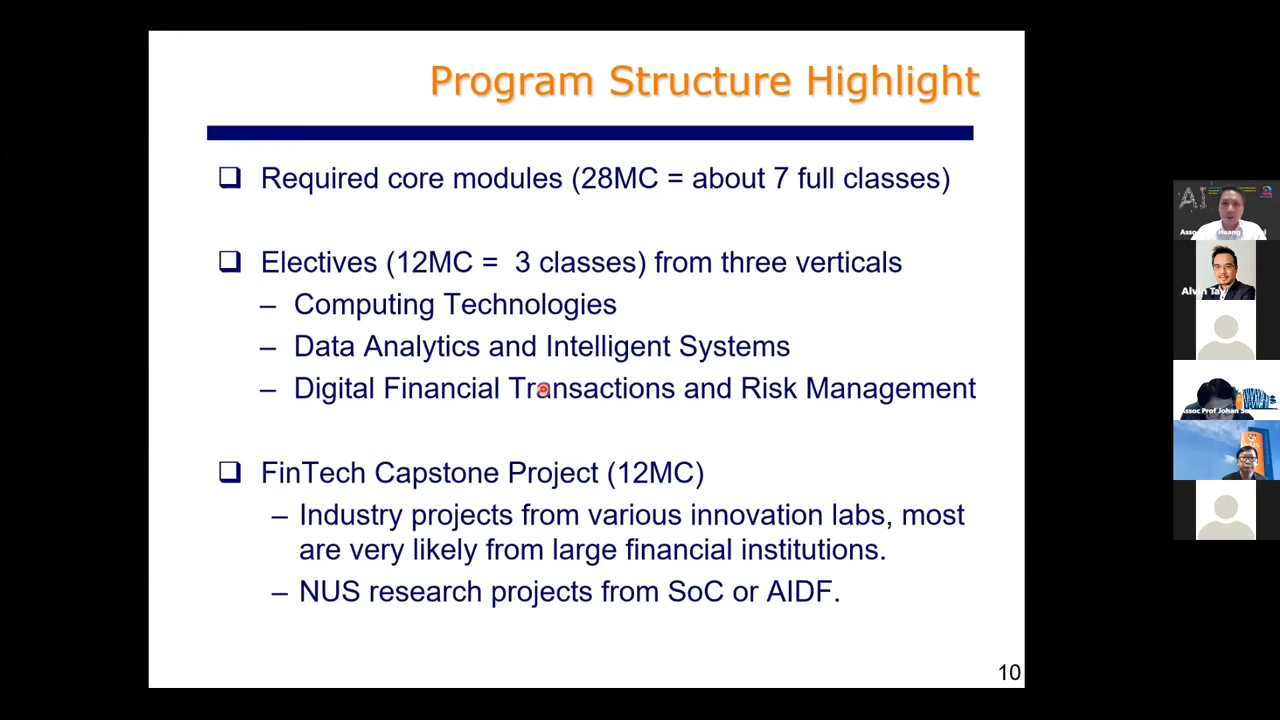 Program Structure Highlight
❑ Required core modules (28MC = about 7 full classes)
❑ Electives (12MC = 3 classes) from three verticals
– Computing Technologies
– Data Analytics and Intelligent Systems
– Digital Financial Transactions and Risk Management
❑ FinTech Capstone Project (12MC)
– Industry projects from various innovation labs, most
are very likely from large financial institutions.
– NUS research projects from SoC or AIDF.
10
AI
Huang
Alvin Tay
Assoc Prof Johan